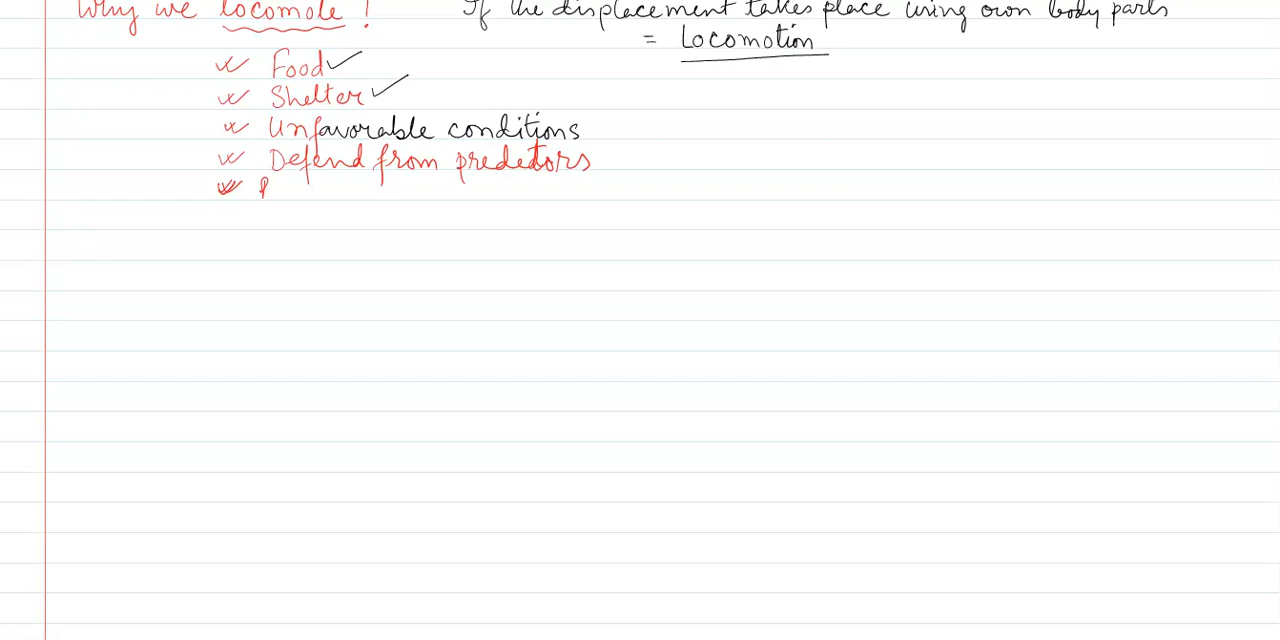 Why we locomote !
If the displacement takes place using own body parts
= Locomotion
Food
Shelter
Unfavorable conditions
Defend from predetors
P